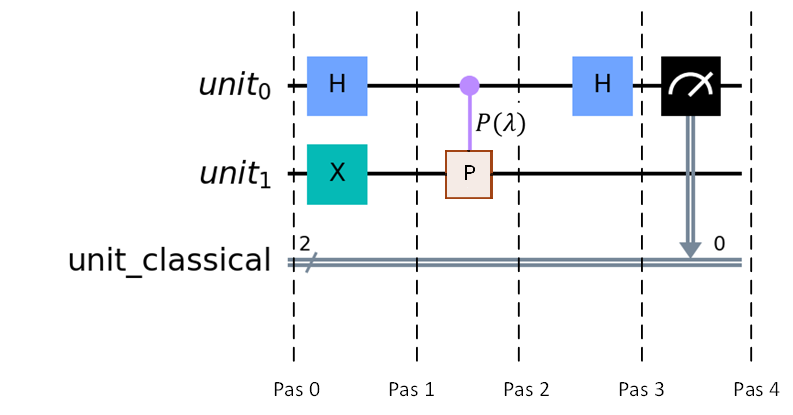 unit0 H H
P(λ)
unit1 X P
unit_classical 2 0
Pas 0 Pas 1 Pas 2 Pas 3 Pas 4